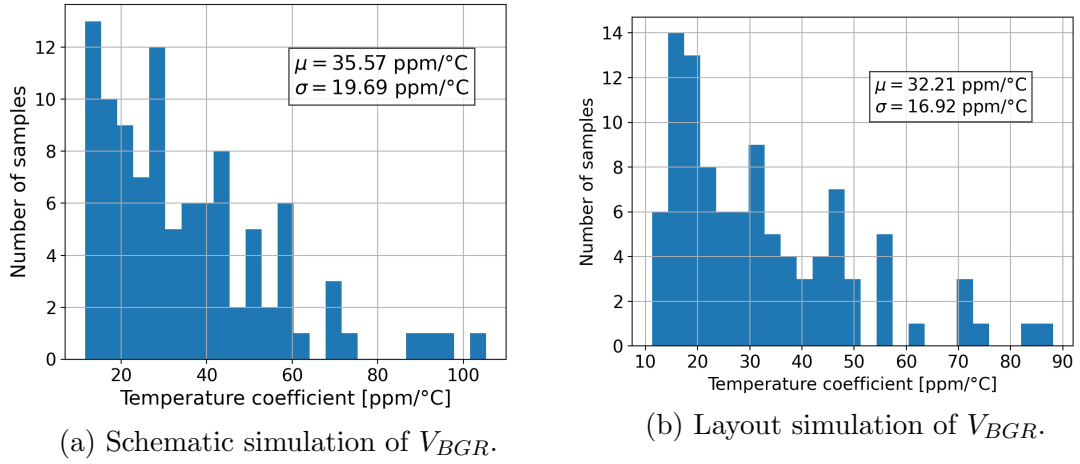 12
10
8
6
4
2
0
Number of samples
μ = 35.57 ppm/°C
σ = 19.69 ppm/°C
20 40 60 80 100
Temperature coefficient [ppm/°C]
(a) Schematic simulation of V_BGR.
14
12
10
8
6
4
2
0
Number of samples
μ = 32.21 ppm/°C
σ = 16.92 ppm/°C
10 20 30 40 50 60 70 80 90
Temperature coefficient [ppm/°C]
(b) Layout simulation of V_BGR.